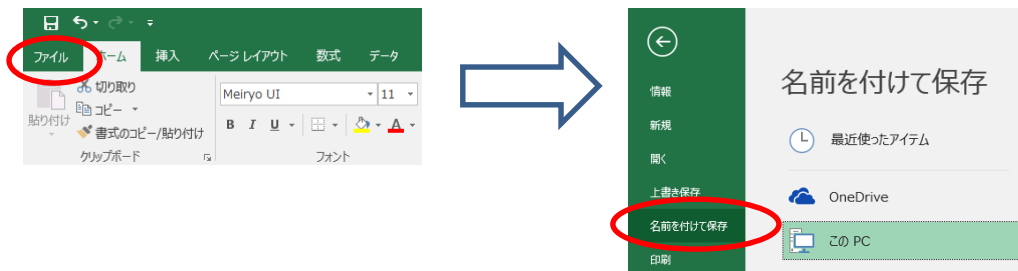 ファイル ホーム 挿入 ページ レイアウト 数式 データ
貼り付け
切り取り
コピー
書式のコピー/貼り付け
クリップボード
Meiryo UI 11
B I U A
フォント
情報
新規
開く
上書き保存
名前を付けて保存
印刷
名前を付けて保存
最近使ったアイテム
OneDrive
この PC